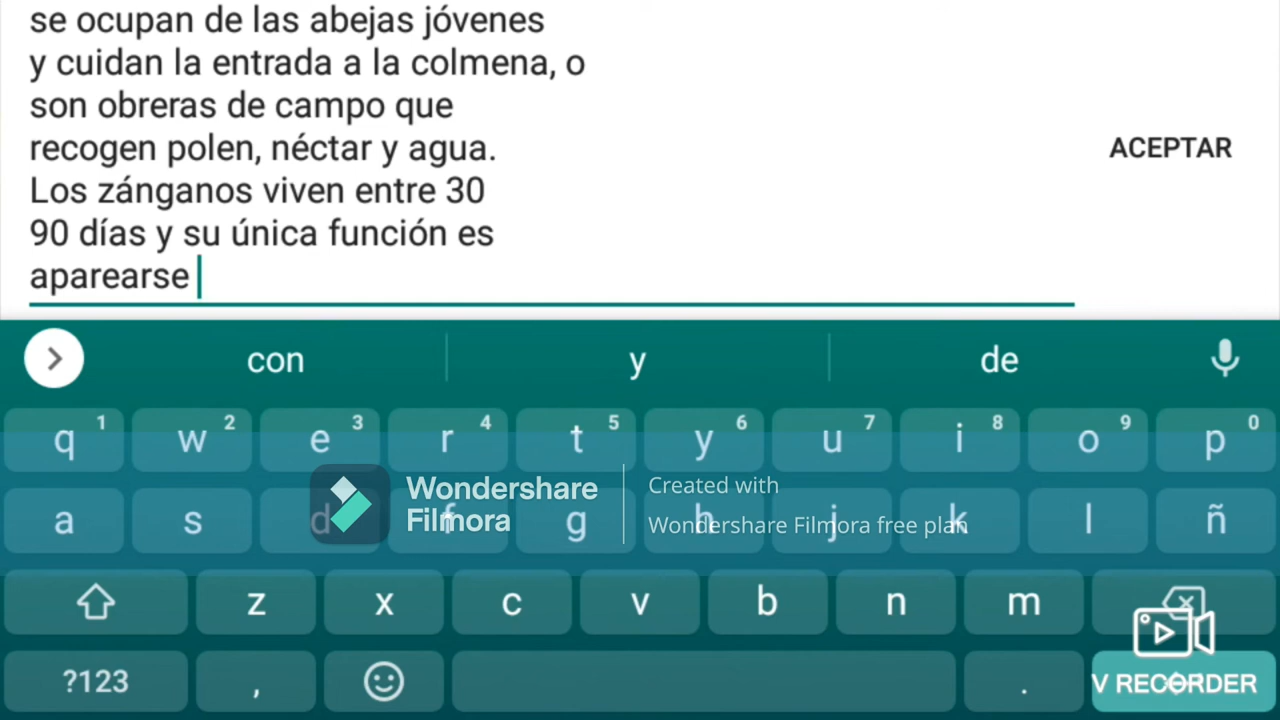 se ocupan de las abejas jóvenes
y cuidan la entrada a la colmena, o
son obreras de campo que
recogen polen, néctar y agua.
Los zánganos viven entre 30
90 días y su única función es
aparearse
ACEPTAR
con y de
q 1 w 2 e 3 r 4 t 5 y 6 u 7 i 8 o 9 p 0
a s d f g h j k l ñ
Wondershare
Filmora
Created with
Wondershare Filmora free plan
z x c v b n m
?123 , .
V RECORDER